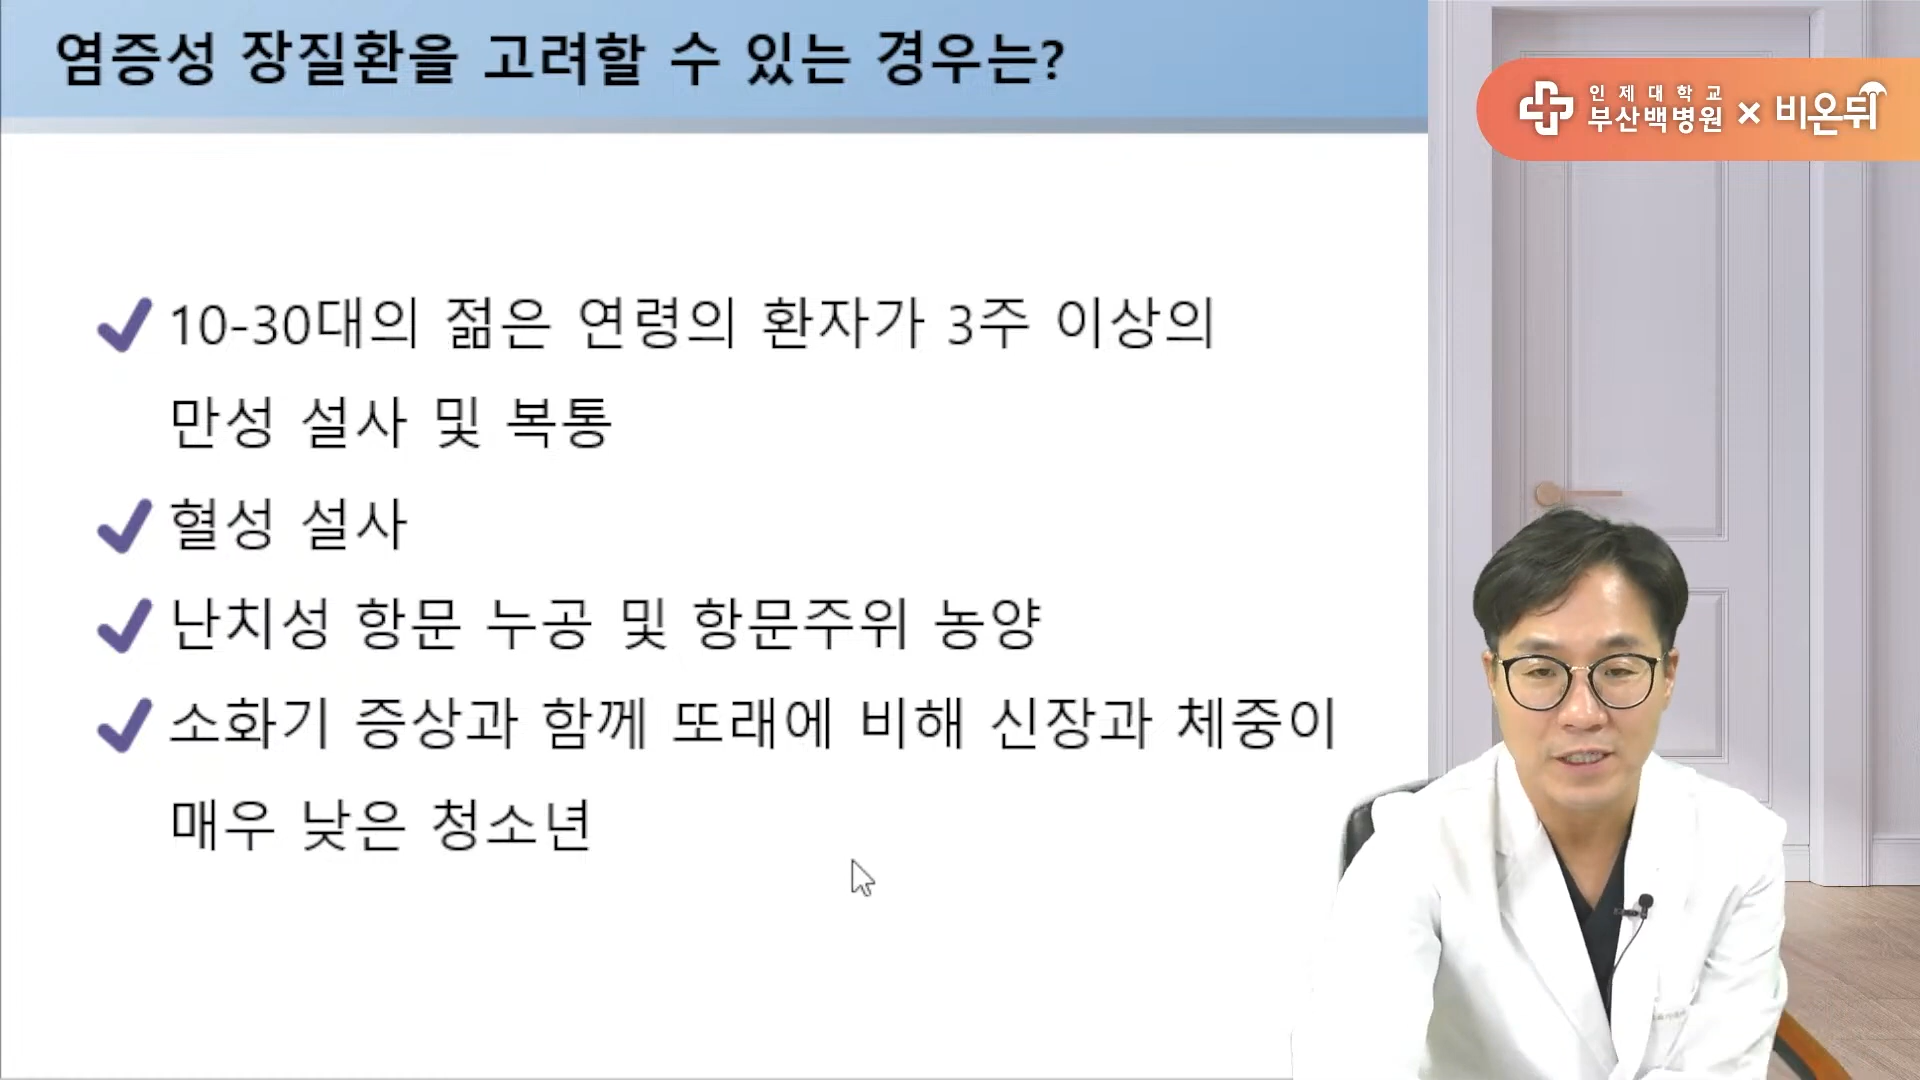 염증성 장질환을 고려할 수 있는 경우는?
인제대학교
부산백병원 × 비온뒤
10-30대의 젊은 연령의 환자가 3주 이상의
만성 설사 및 복통
혈성 설사
난치성 항문 누공 및 항문주위 농양
소화기 증상과 함께 또래에 비해 신장과 체중이
매우 낮은 청소년